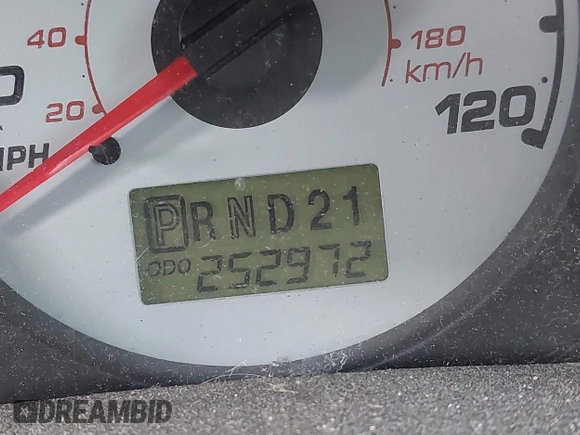 40
20
MPH
180
km/h
120
PRND21
ODO 252972
DREAMBID